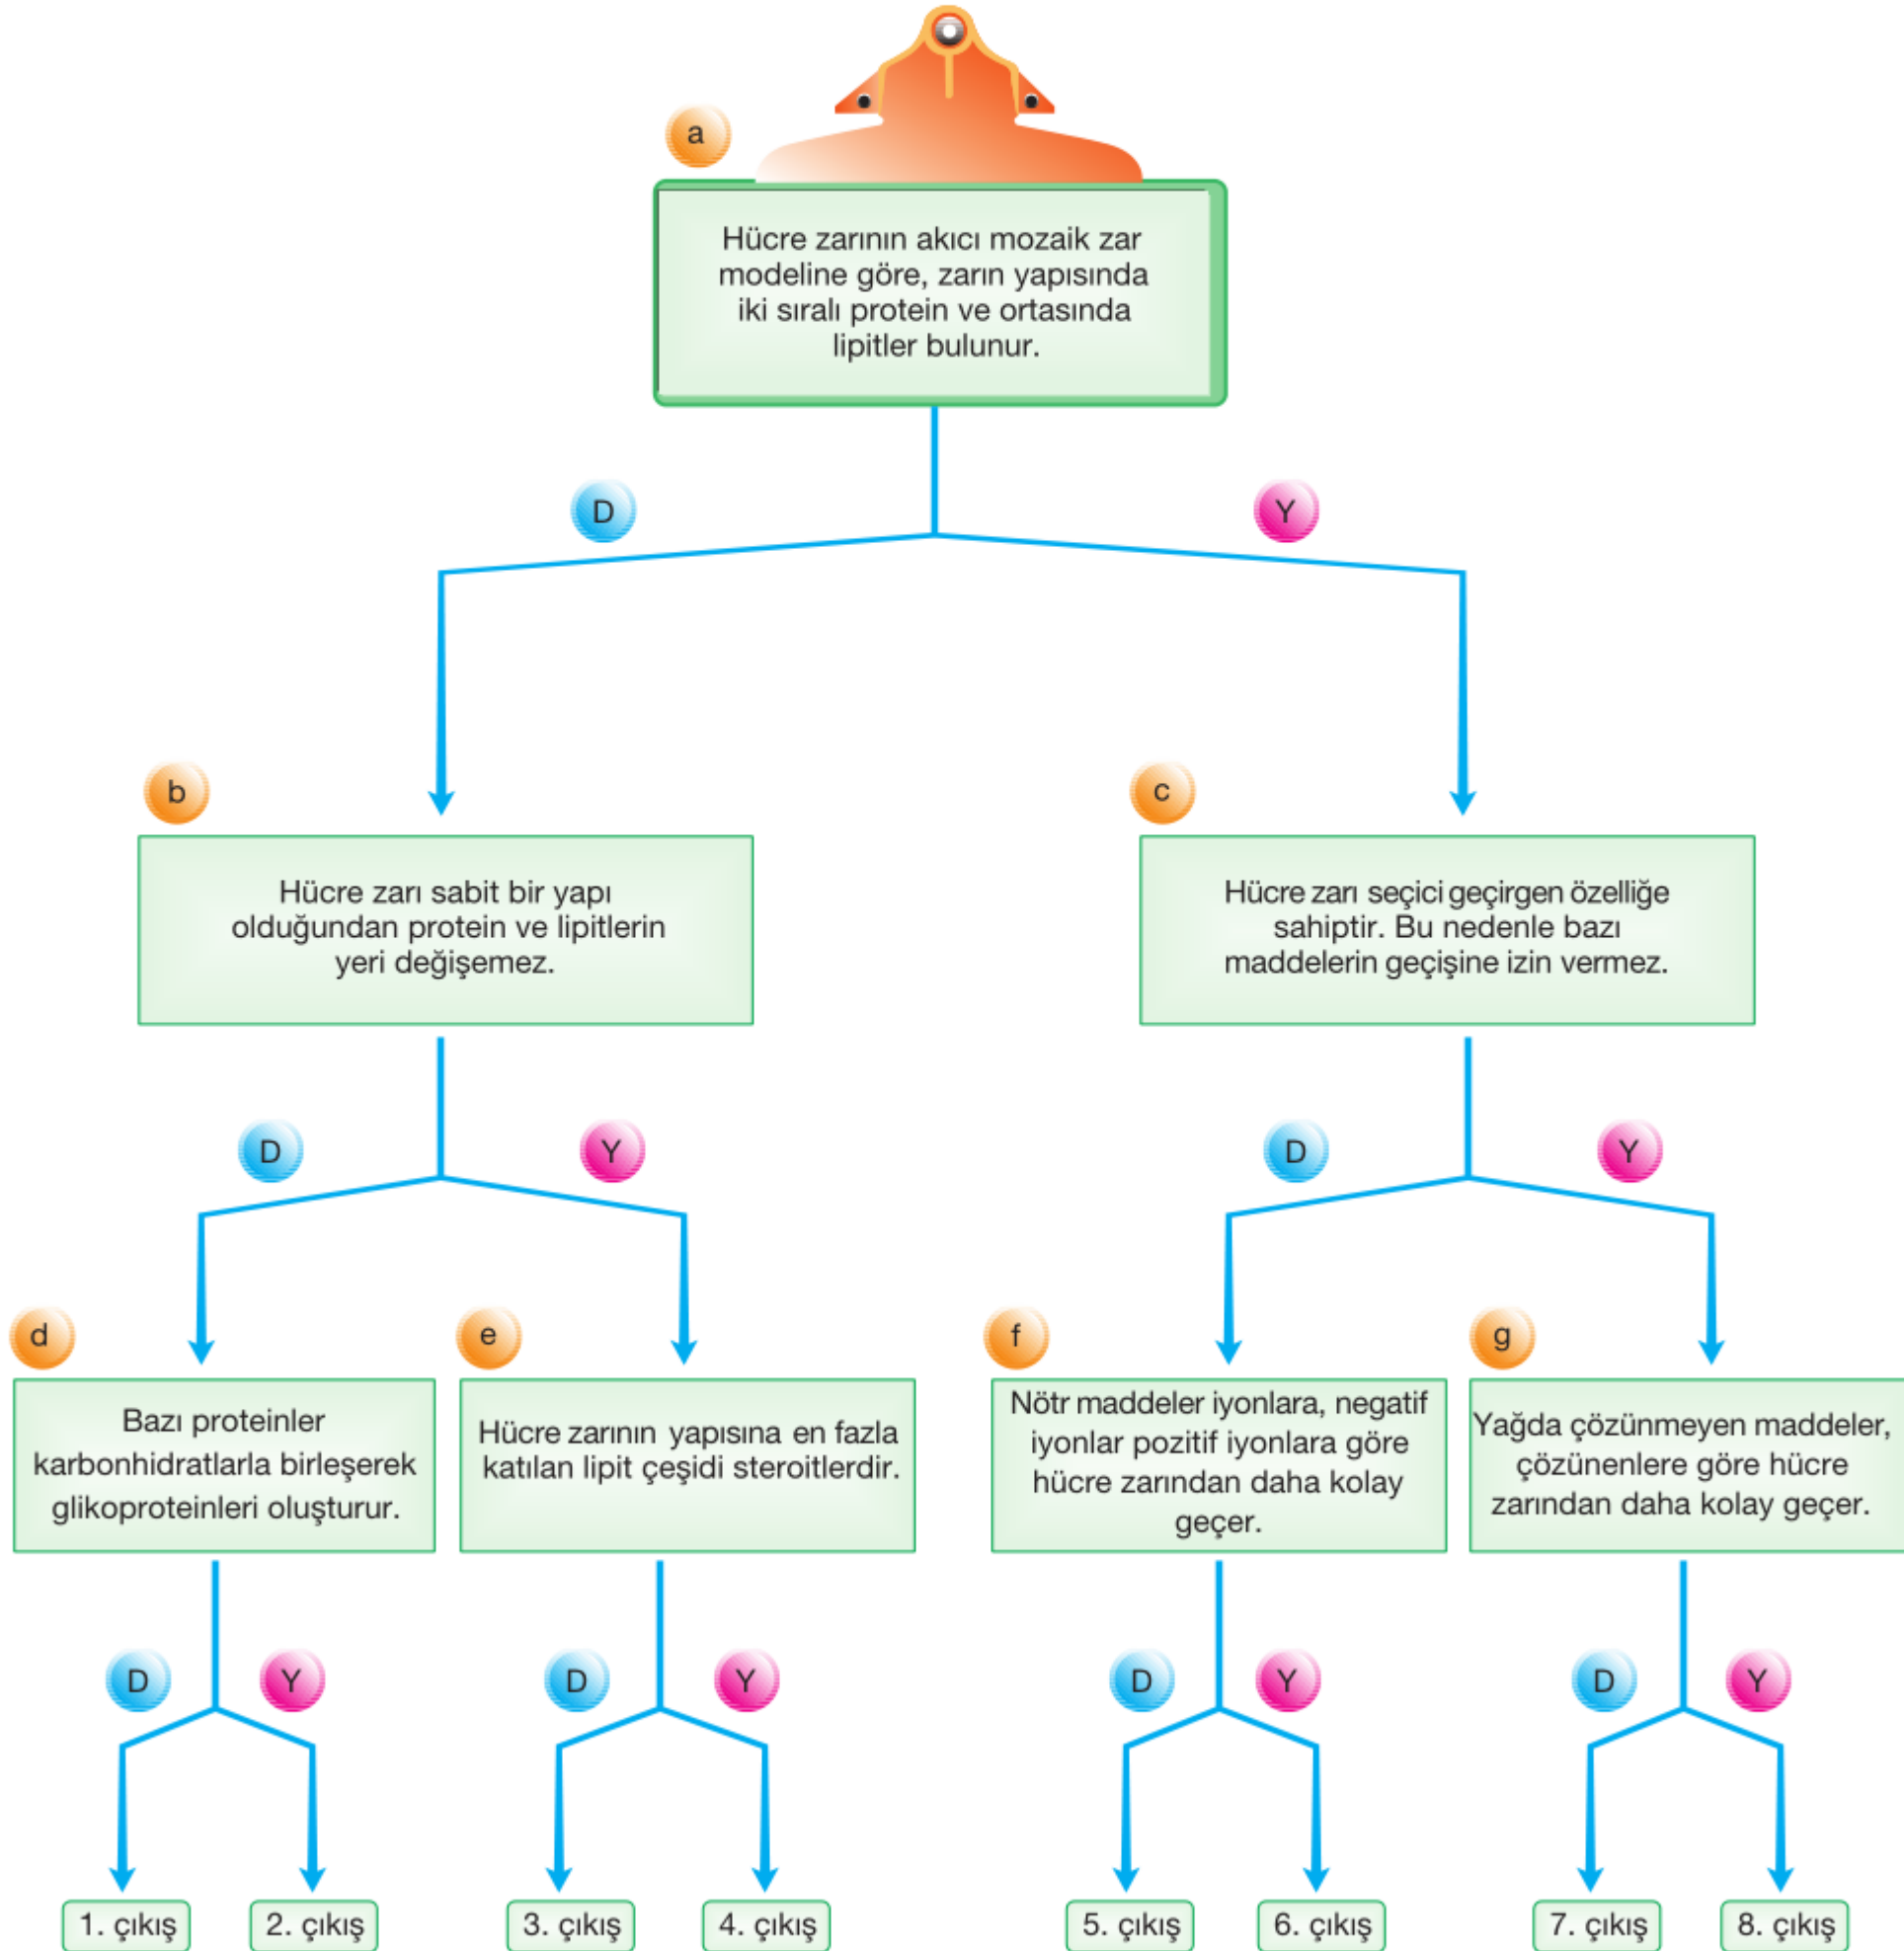 a
Hücre zarının akıcı mozaik zar
modeline göre, zarın yapısında
iki sıralı protein ve ortasında
lipitler bulunur.
D
Y
b
Hücre zarı sabit bir yapı
olduğundan protein ve lipitlerin
yeri değişemez.
c
Hücre zarı seçici geçirgen özelliğe
sahiptir. Bu nedenle bazı
maddelerin geçişine izin vermez.
D
Y
D
Y
d
Bazı proteinler
karbonhidratlarla birleşerek
glikoproteinleri oluşturur.
e
Hücre zarının yapısına en fazla
katılan lipit çeşidi steroitlerdir.
f
Nötr maddeler iyonlara, negatif
iyonlar pozitif iyonlara göre
hücre zarından daha kolay
geçer.
g
Yağda çözünmeyen maddeler,
çözünenlere göre hücre
zarından daha kolay geçer.
D
Y
D
Y
D
Y
D
Y
1. çıkış
2. çıkış
3. çıkış
4. çıkış
5. çıkış
6. çıkış
7. çıkış
8. çıkış